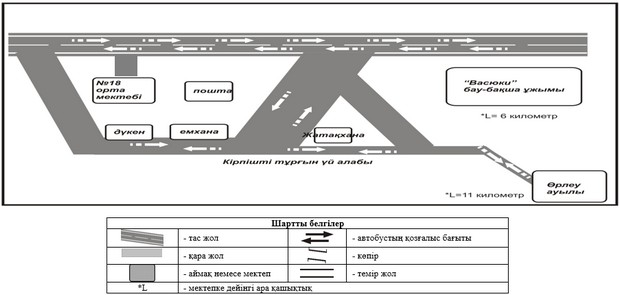 №18
орта
мектебі
пошта
"Васюки"
бау-бақша ұжымы
*L= 6 километр
дүкен
емхана
Жатақхана
Кірпішті тұрғын үй алабы
*L=11 километр
Өрлеу
ауылы
Шартты белгілер
- тас жол
- автобустың қозғалыс бағыты
- қара жол
- көпір
- аймақ немесе мектеп
- темір жол
*L
- мектепке дейінгі ара қашықтық